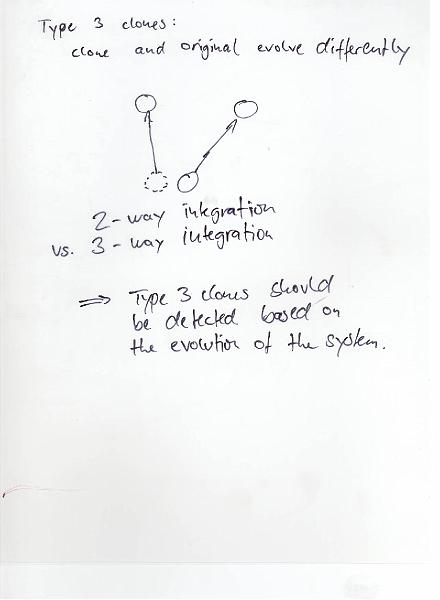 Type 3 clones:
clone and original evolve differently
2-way integration
vs. 3-way integration
⇒ Type 3 clones should
be detected based on
the evolution of the system.